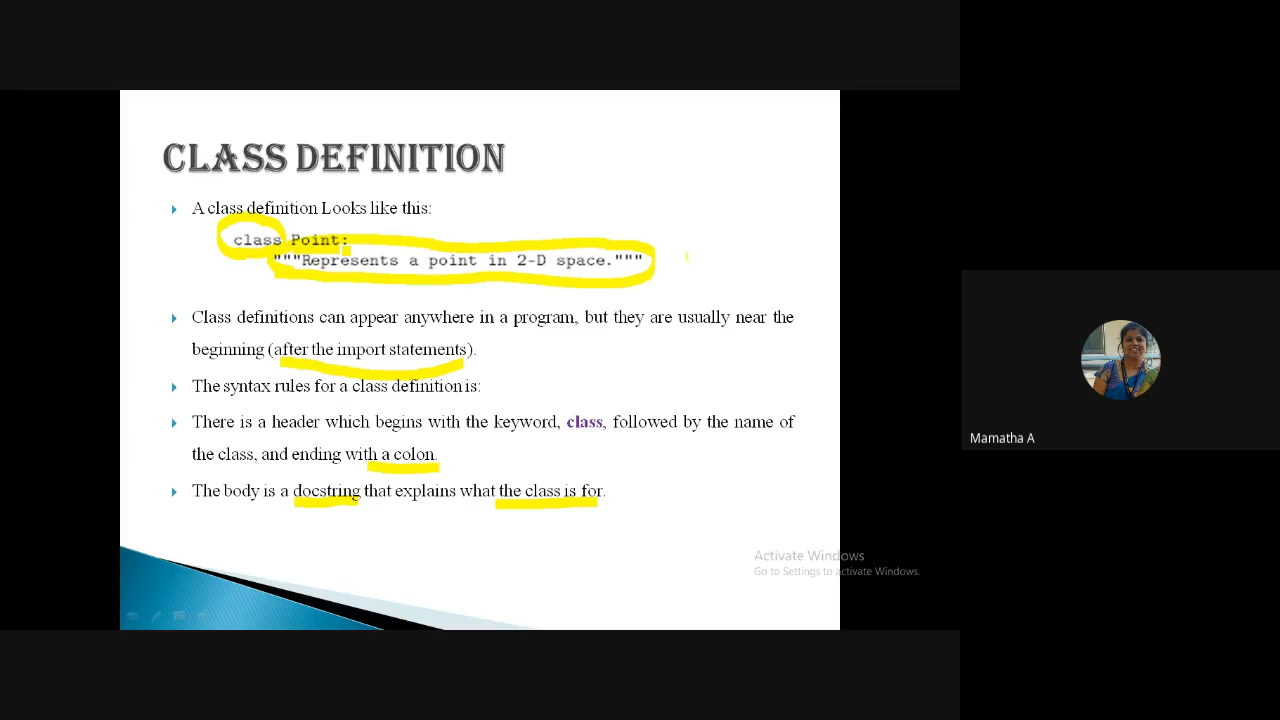 CLASS DEFINITION
A class definition Looks like this:
class Point:
"""Represents a point in 2-D space."""
Class definitions can appear anywhere in a program, but they are usually near the
beginning (after the import statements).
The syntax rules for a class definition is:
There is a header which begins with the keyword, class, followed by the name of
the class, and ending with a colon.
The body is a docstring that explains what the class is for.
Activate Windows
Go to Settings to activate Windows.
Mamatha A